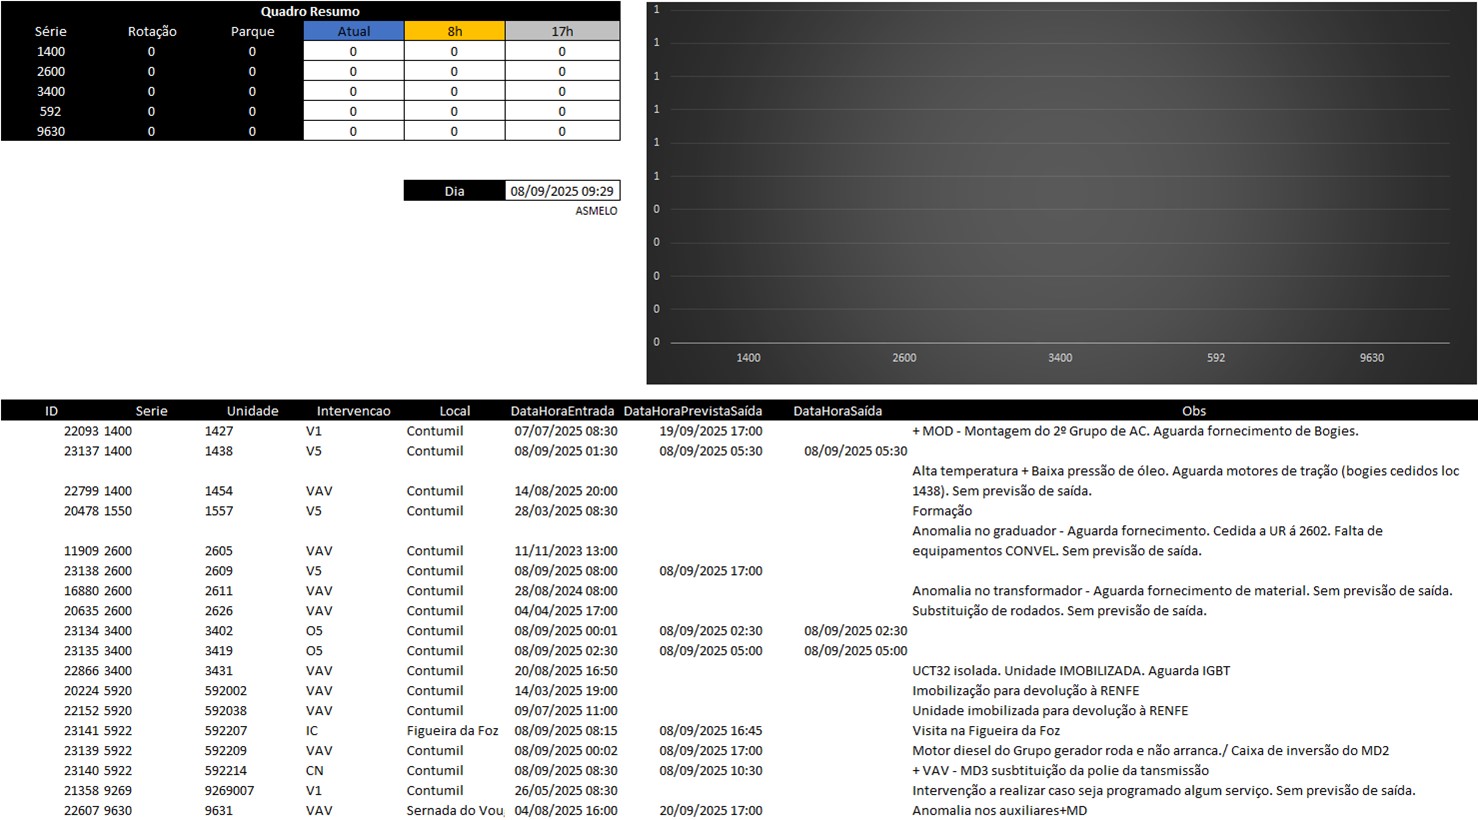 Quadro Resumo
Série Rotação Parque Atual 8h 17h
1400 0 0 0 0 0
2600 0 0 0 0 0
3400 0 0 0 0 0
592 0 0 0 0 0
9630 0 0 0 0 0
Dia 08/09/2025 09:29
ASMELO
1
1
1
1
1
1
0
0
0
0
0
1400 2600 3400 592 9630
ID Serie Unidade Intervencao Local DataHoraEntrada DataHoraPrevistaSaída DataHoraSaída Obs
22093 1400 1427 V1 Contumil 07/07/2025 08:30 19/09/2025 17:00 + MOD - Montagem do 2º Grupo de AC. Aguarda fornecimento de Bogies.
23137 1400 1438 V5 Contumil 08/09/2025 01:30 08/09/2025 05:30 08/09/2025 05:30
Alta temperatura + Baixa pressão de óleo. Aguarda motores de tração (bogies cedidos loc
22799 1400 1454 VAV Contumil 14/08/2025 20:00 1438). Sem previsão de saída.
20478 1550 1557 V5 Contumil 28/03/2025 08:30 Formação
Anomalia no graduador - Aguarda fornecimento. Cedida a UR á 2602. Falta de
11909 2600 2605 VAV Contumil 11/11/2023 13:00 equipamentos CONVEL. Sem previsão de saída.
23138 2600 2609 V5 Contumil 08/09/2025 08:00 08/09/2025 17:00
16880 2600 2611 VAV Contumil 28/08/2024 08:00 Anomalia no transformador - Aguarda fornecimento de material. Sem previsão de saída.
20635 2600 2626 VAV Contumil 04/04/2025 17:00 Substituição de rodados. Sem previsão de saída.
23134 3400 3402 O5 Contumil 08/09/2025 00:01 08/09/2025 02:30 08/09/2025 02:30
23135 3400 3419 O5 Contumil 08/09/2025 02:30 08/09/2025 05:00 08/09/2025 05:00
22866 3400 3431 VAV Contumil 20/08/2025 16:50 UCT32 isolada. Unidade IMOBILIZADA. Aguarda IGBT
20224 5920 592002 VAV Contumil 14/03/2025 19:00 Imobilização para devolução à RENFE
22152 5920 592038 VAV Contumil 09/07/2025 11:00 Unidade imobilizada para devolução à RENFE
23141 5922 592207 IC Figueira da Foz 08/09/2025 08:15 08/09/2025 16:45 Visita na Figueira da Foz
23139 5922 592209 VAV Contumil 08/09/2025 00:02 08/09/2025 17:00 Motor diesel do Grupo gerador roda e não arranca./ Caixa de inversão do MD2
23140 5922 592214 CN Contumil 08/09/2025 08:30 08/09/2025 10:30 + VAV - MD3 susbtituição da polie da tansmissão
21358 9269 9269007 V1 Contumil 26/05/2025 08:30 Intervenção a realizar caso seja programado algum serviço. Sem previsão de saída.
22607 9630 9631 VAV Sernada do Vou 04/08/2025 16:00 20/09/2025 17:00 Anomalia nos auxiliares+MD